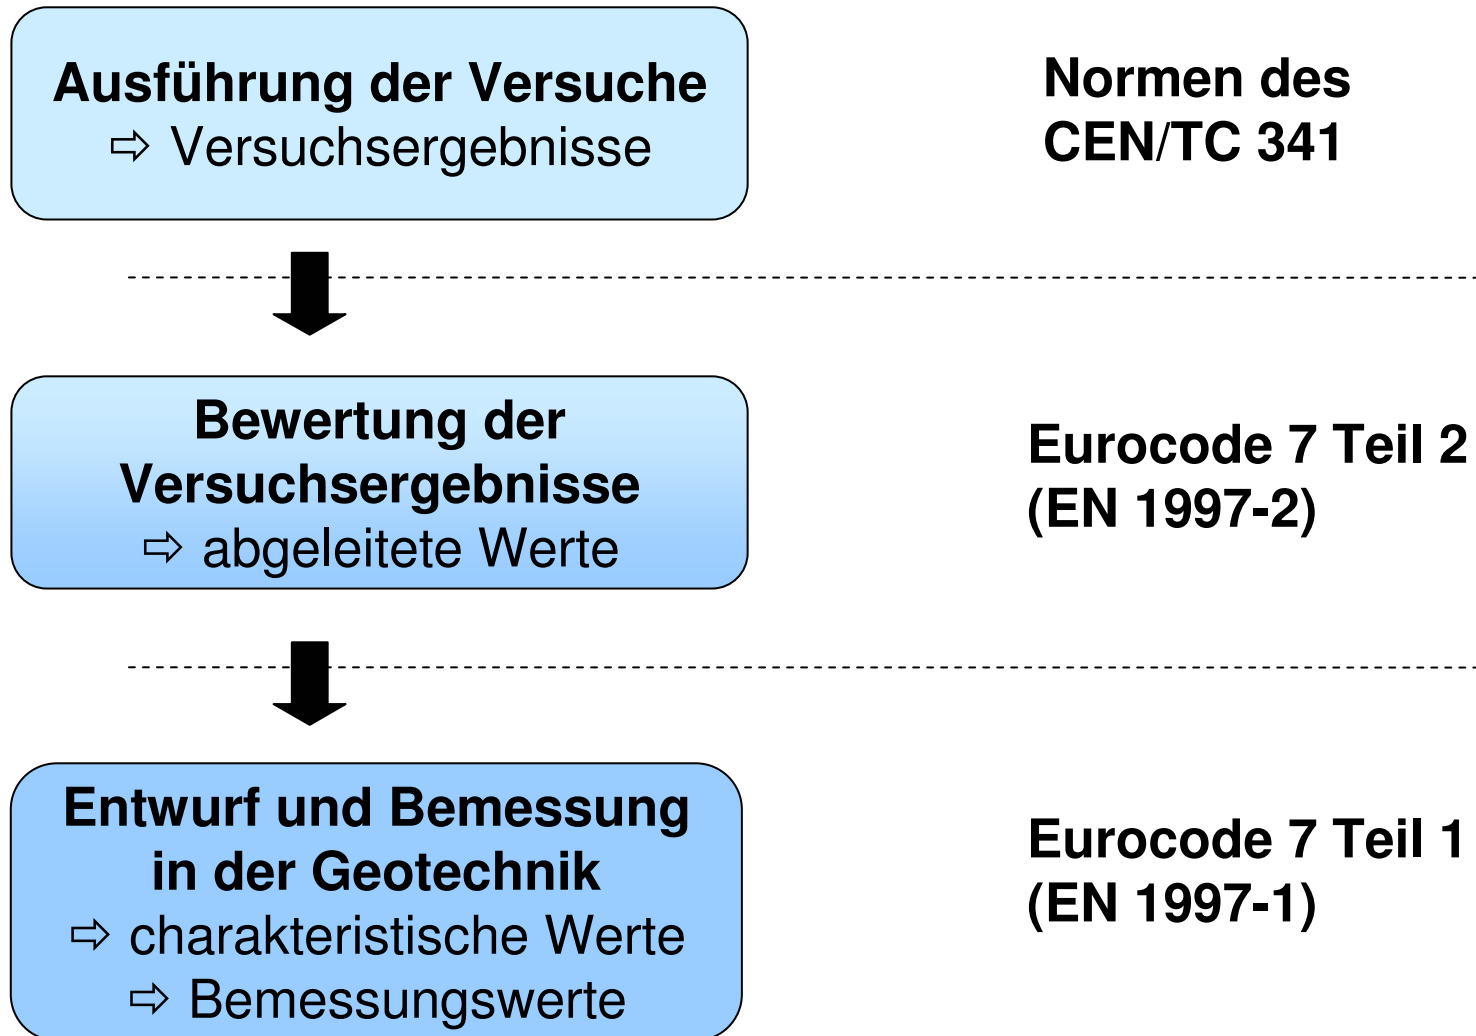 Ausführung der Versuche
⇨ Versuchsergebnisse
Normen des
CEN/TC 341
Bewertung der
Versuchsergebnisse
⇨ abgeleitete Werte
Eurocode 7 Teil 2
(EN 1997-2)
Entwurf und Bemessung
in der Geotechnik
⇨ charakteristische Werte
⇨ Bemessungswerte
Eurocode 7 Teil 1
(EN 1997-1)